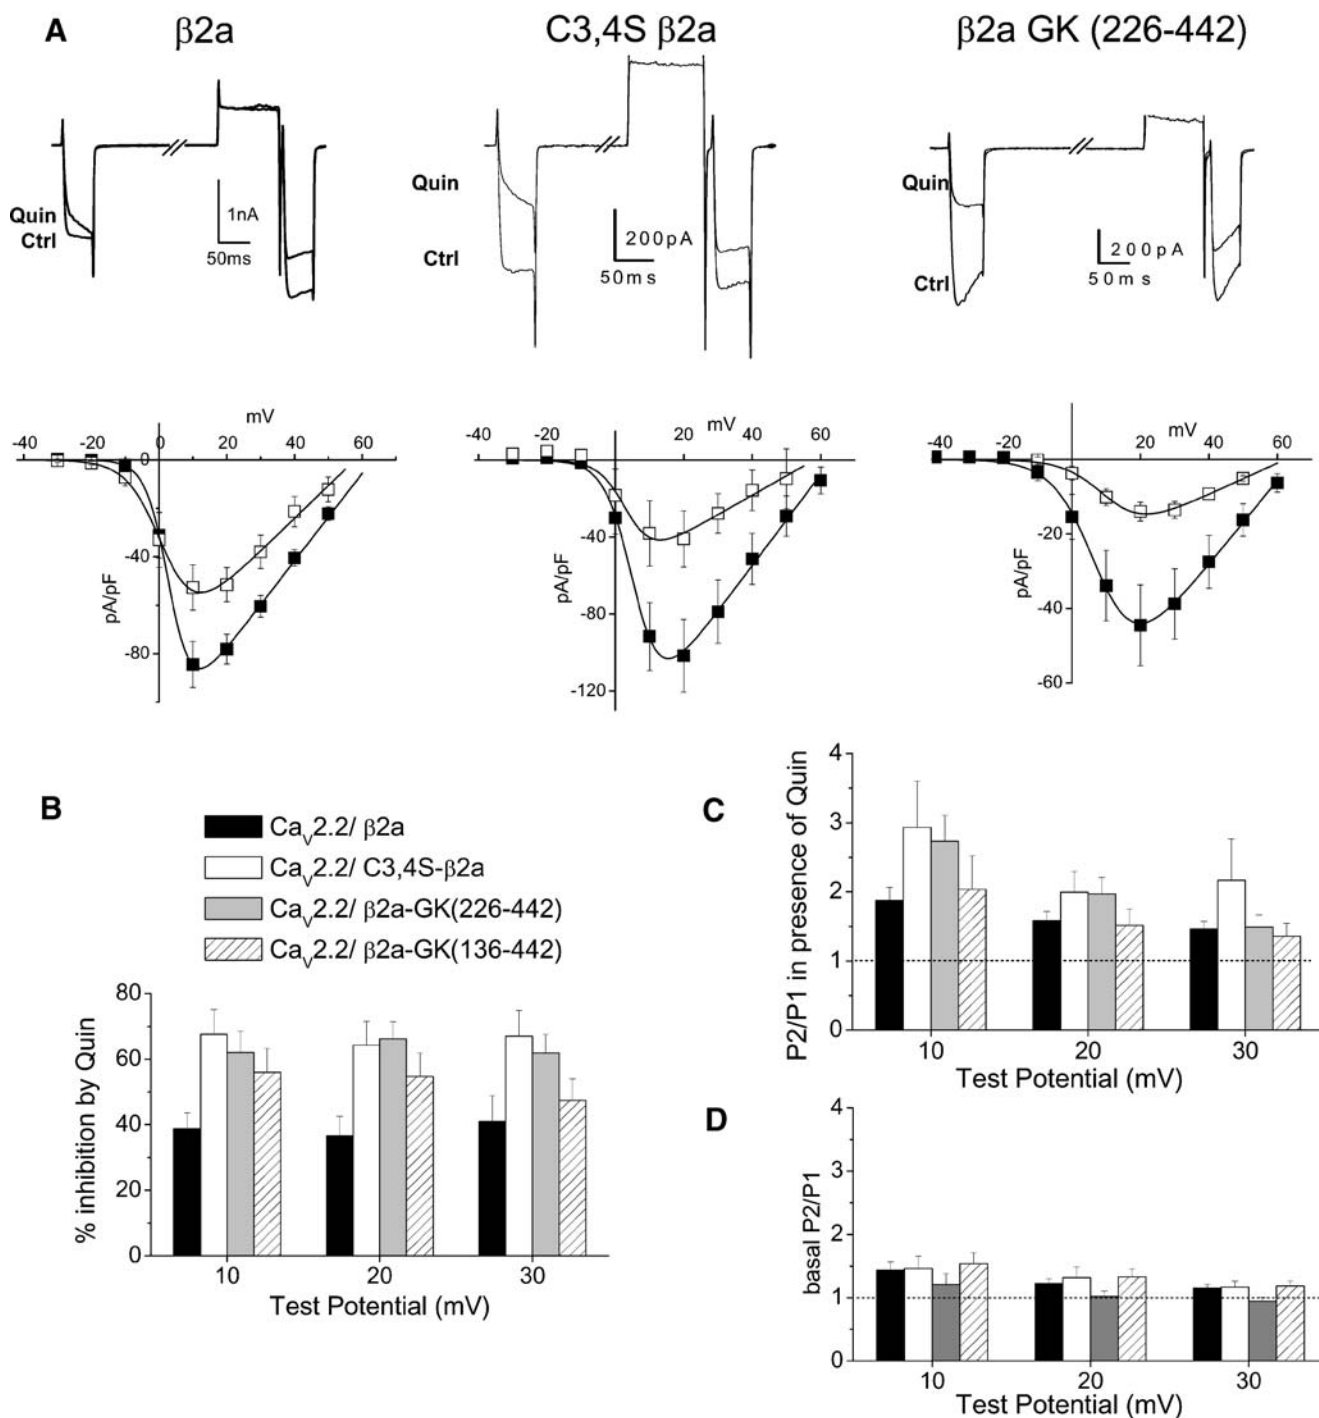 A
β2a
C3,4S β2a
β2a GK (226-442)
Quin
Ctrl
1nA
50ms
Quin
Ctrl
200pA
50ms
Quin
Ctrl
200pA
50ms
mV
-40 -20 0 20 40 60
0
-40
-80
pA/pF
mV
20 40 60
0
-40
-80
-120
pA/pF
mV
-40 -20 20 40 60
-20
-40
-60
pA/pF
B
CaV2.2/ β2a
CaV2.2/ C3,4S-β2a
CaV2.2/ β2a-GK(226-442)
CaV2.2/ β2a-GK(136-442)
% inhibition by Quin
80
60
40
20
0
10 20 30
Test Potential (mV)
C
P2/P1 in presence of Quin
4
3
2
1
0
10 20 30
Test Potential (mV)
D
basal P2/P1
4
3
2
1
0
10 20 30
Test Potential (mV)